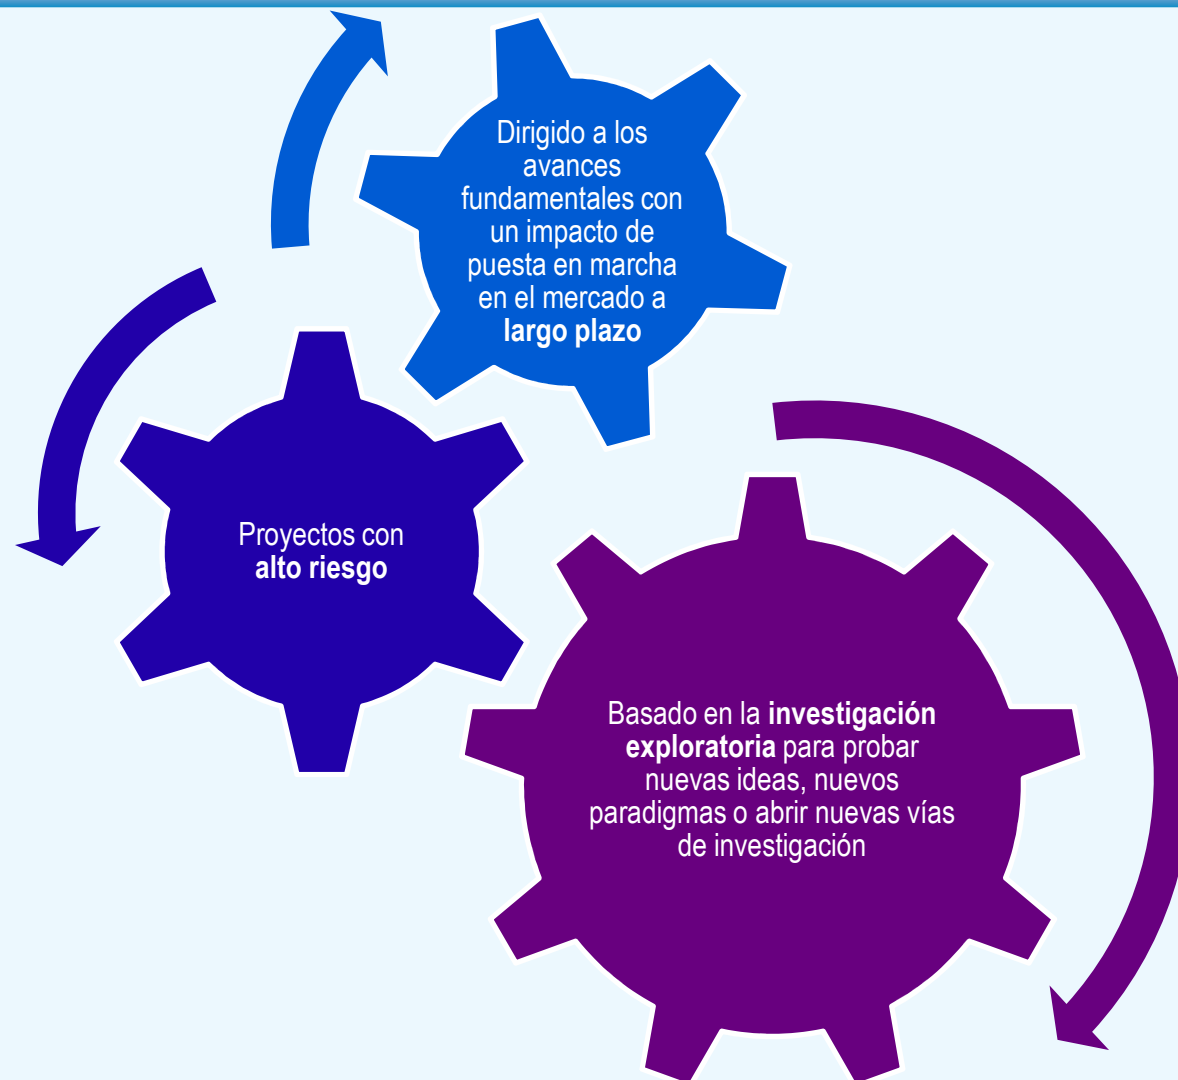 Dirigido a los
avances
fundamentales con
un impacto de
puesta en marcha
en el mercado a
largo plazo
Proyectos con
alto riesgo
Basado en la investigación
exploratoria para probar
nuevas ideas, nuevos
paradigmas o abrir nuevas vías
de investigación